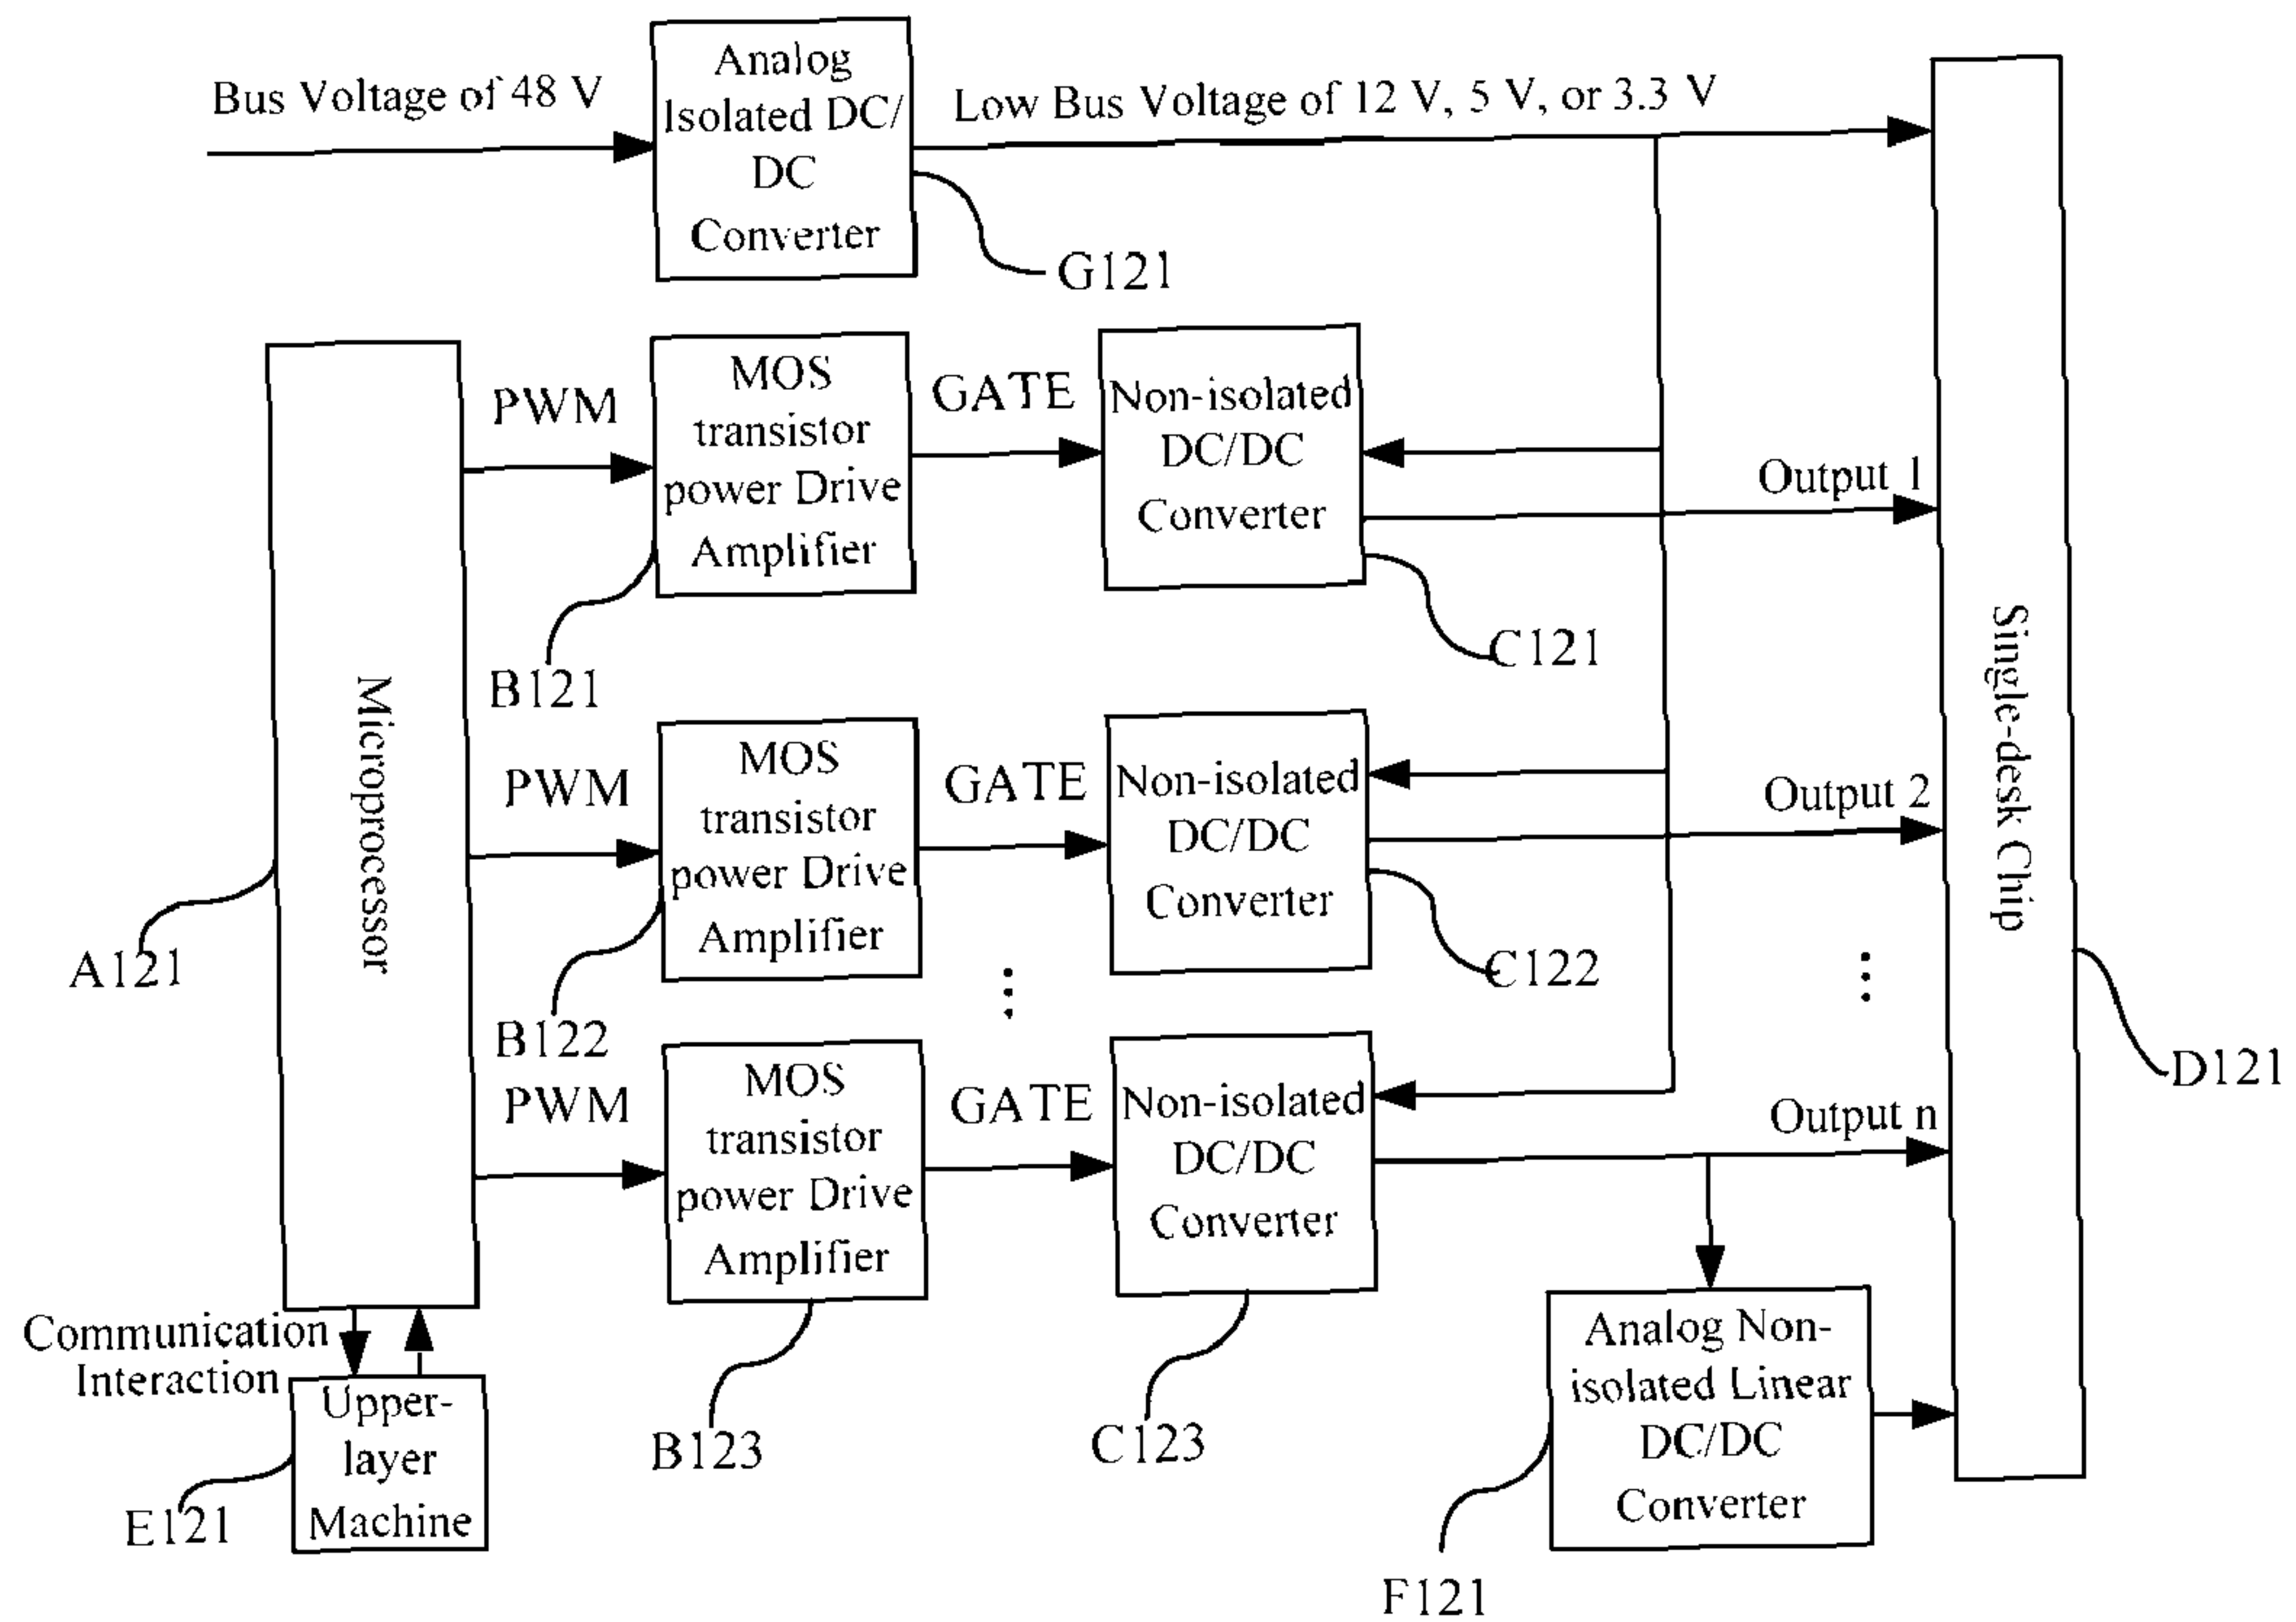 Bus Voltage of 48 V
Analog
Isolated DC/
DC
Converter
Low Bus Voltage of 12 V, 5 V, or 3.3 V
G121
Microprocessor
A121
PWM
MOS
transistor
power Drive
Amplifier
B121
GATE
Non-isolated
DC/DC
Converter
C121
Output 1
PWM
MOS
transistor
power Drive
Amplifier
B122
GATE
Non-isolated
DC/DC
Converter
C122
Output 2
PWM
MOS
transistor
power Drive
Amplifier
B123
GATE
Non-isolated
DC/DC
Converter
C123
Output n
Single-desk Chip
D121
Communication
Interaction
Upper-
layer
Machine
E121
Analog Non-
isolated Linear
DC/DC
Converter
F121